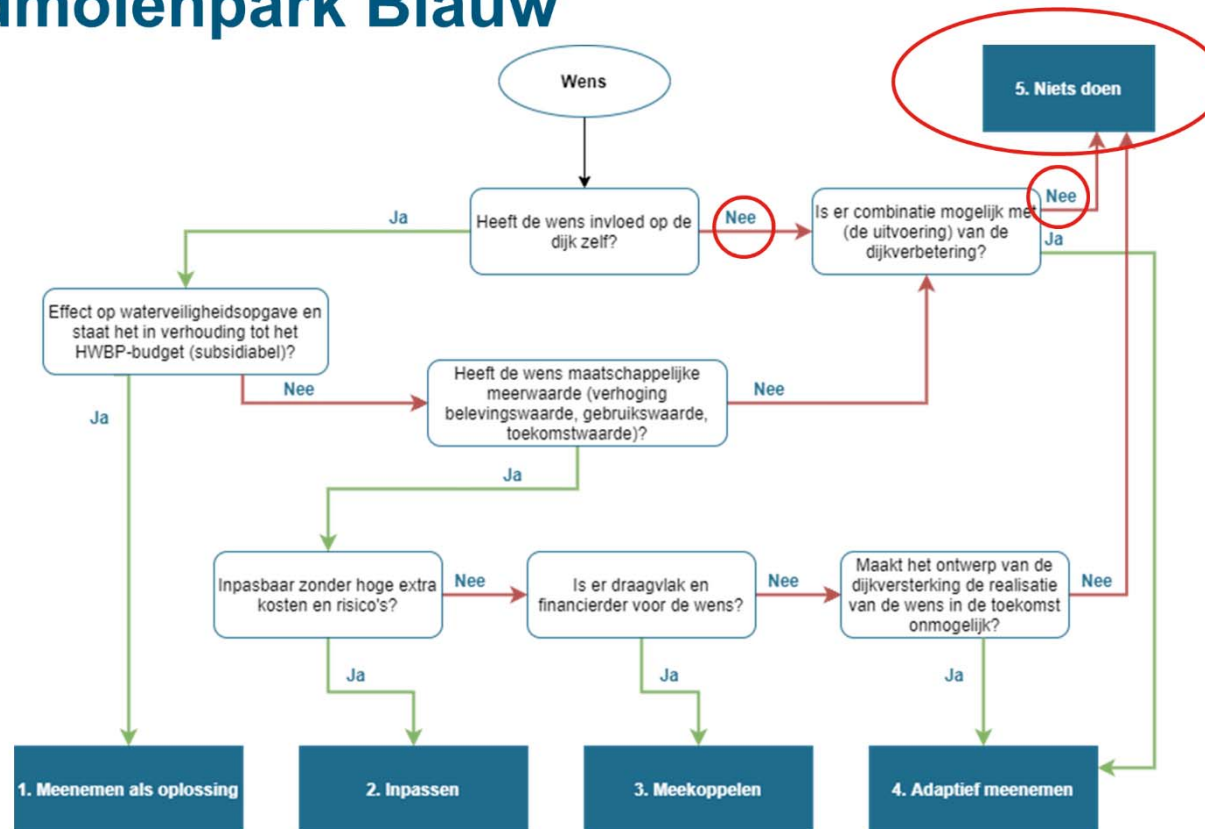 amolenpark Blauw
Wens
5. Niets doen
Ja
Heeft de wens invloed op de
dijk zelf?
Nee
Is er combinatie mogelijk met
(de uitvoering) van de
dijkverbetering?
Nee
Ja
Effect op waterveiligheidsopgave en
staat het in verhouding tot het
HWBP-budget (subsidiabel)?
Nee
Ja
Heeft de wens maatschappelijke
meerwaarde (verhoging
belevingswaarde, gebruikswaarde,
toekomstwaarde)?
Nee
Ja
Inpasbaar zonder hoge extra
kosten en risico's?
Nee
Is er draagvlak en
financierder voor de wens?
Nee
Maakt het ontwerp van de
dijkversterking de realisatie
van de wens in de toekomst
onmogelijk?
Nee
Ja
Ja
Ja
1. Meenemen als oplossing
2. Inpassen
3. Meekoppelen
4. Adaptief meenemen